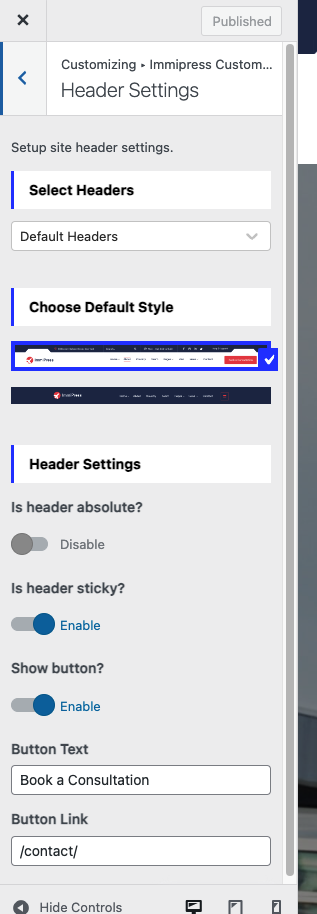 Published
Customizing ▸ Immipress Custom...
Header Settings
Setup site header settings.
Select Headers
Default Headers
Choose Default Style
ImmiPress
ImmiPress
Header Settings
Is header absolute?
Disable
Is header sticky?
Enable
Show button?
Enable
Button Text
Book a Consultation
Button Link
/contact/
Hide Controls